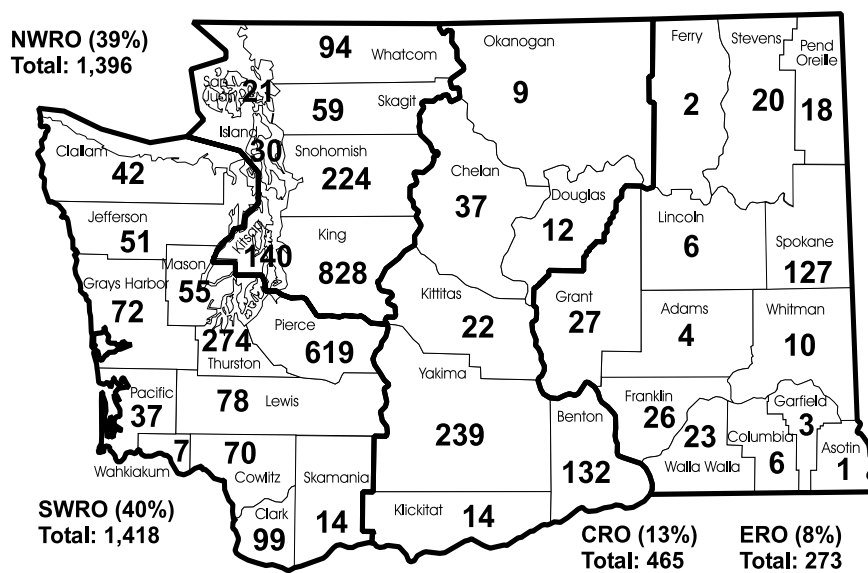 NWRO (39%)
Total: 1,396
94
Whatcom
Okanogan
9
Ferry
2
Stevens
20
Pend
Oreille
18
San
Juan
21
59
Skagit
Island
30
Snohomish
224
Clallam
42
Chelan
37
Douglas
12
Jefferson
51
Kitsap
140
King
828
Lincoln
6
Spokane
127
Mason
55
Grays Harbor
72
Kittitas
22
Grant
27
Adams
4
Whitman
10
274
Thurston
Pierce
619
Yakima
239
Pacific
37
78
Lewis
Benton
132
Franklin
26
23
Walla Walla
Columbia
6
Garfield
3
Asotin
1
7
Wahkiakum
70
Cowlitz
Skamania
14
Clark
99
Klickitat
14
SWRO (40%)
Total: 1,418
CRO (13%)
Total: 465
ERO (8%)
Total: 273